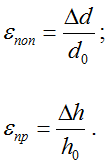 ε_поп = Δd / d_0 ;
ε_пр = Δh / h_0 .